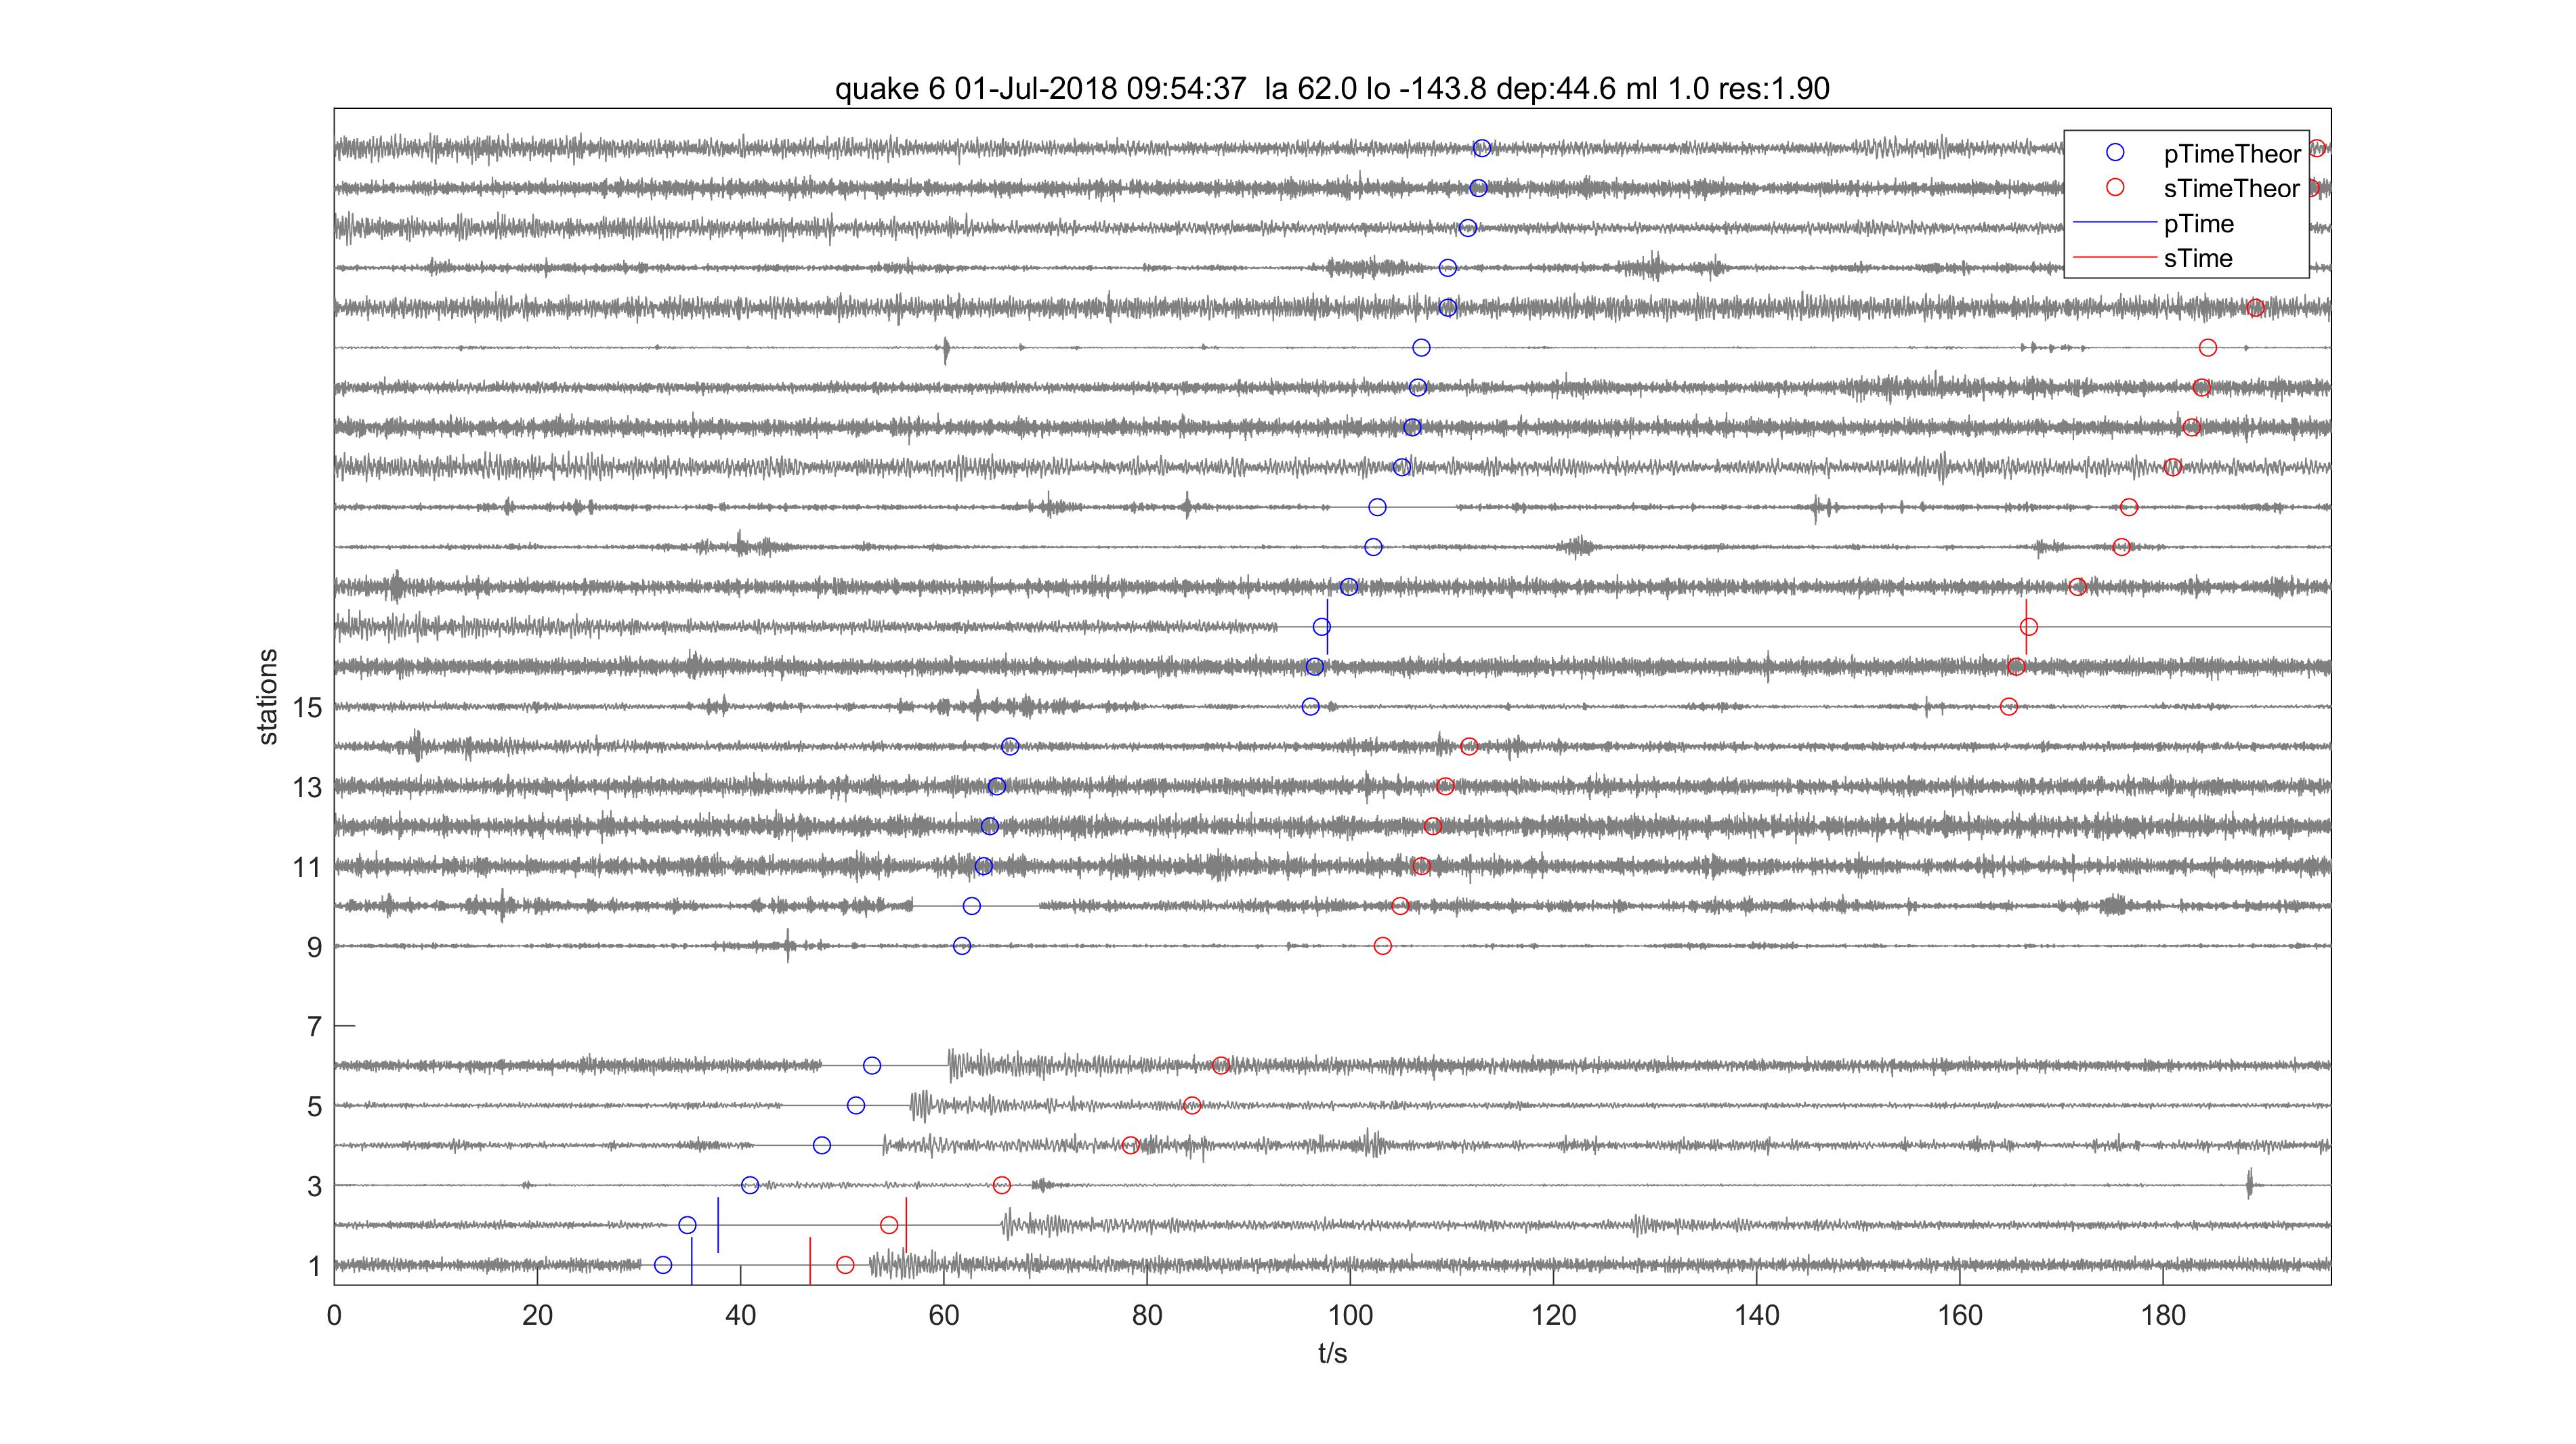 quake 6 01-Jul-2018 09:54:37  la 62.0 lo -143.8 dep:44.6 ml 1.0 res:1.90
pTimeTheor
sTimeTheor
pTime
sTime
stations
15
13
11
9
7
5
3
1
0 20 40 60 80 100 120 140 160 180
t/s